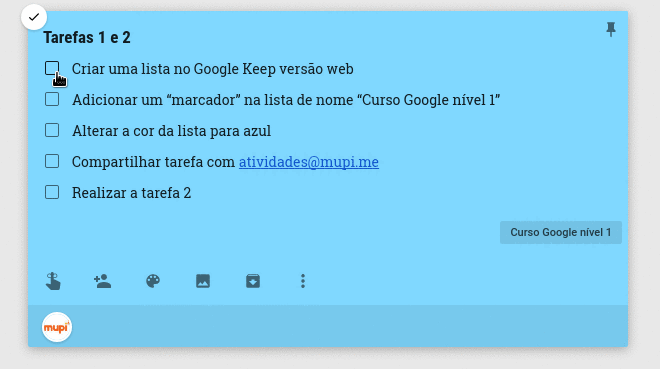 Tarefas 1 e 2
Criar uma lista no Google Keep versão web
Adicionar um “marcador” na lista de nome “Curso Google nível 1”
Alterar a cor da lista para azul
Compartilhar tarefa com atividades@mupi.me
Realizar a tarefa 2
Curso Google nível 1
mupi